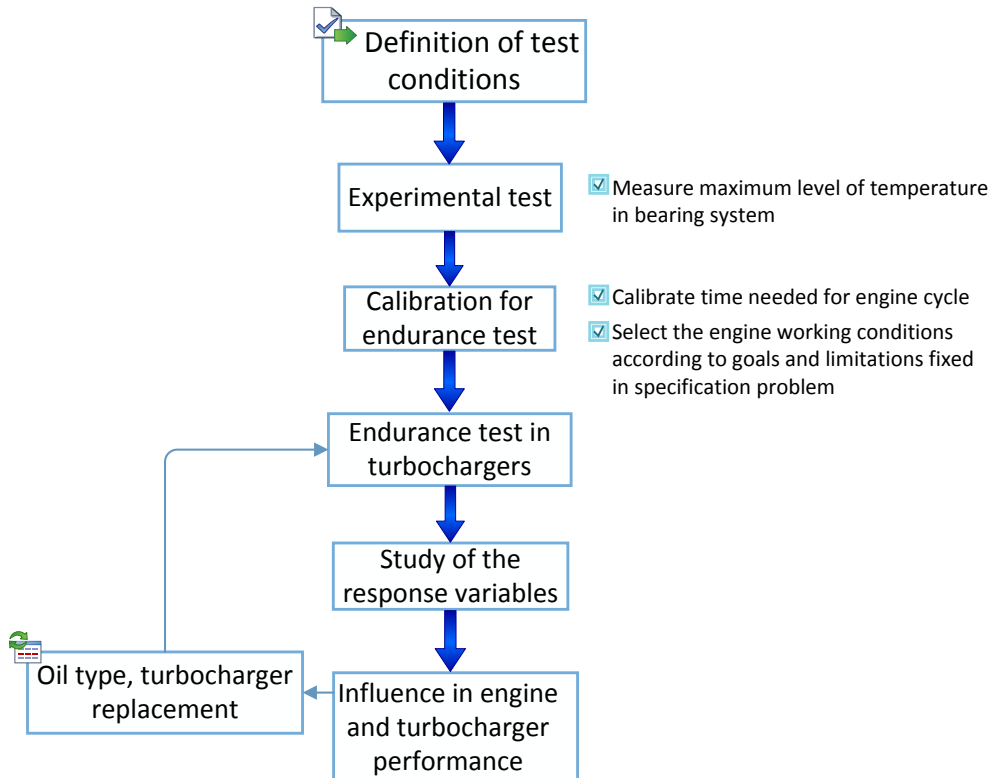 Definition of test
conditions
Experimental test
Measure maximum level of temperature
in bearing system
Calibration for
endurance test
Calibrate time needed for engine cycle
Select the engine working conditions
according to goals and limitations fixed
in specification problem
Endurance test in
turbochargers
Study of the
response variables
Oil type, turbocharger
replacement
Influence in engine
and turbocharger
performance